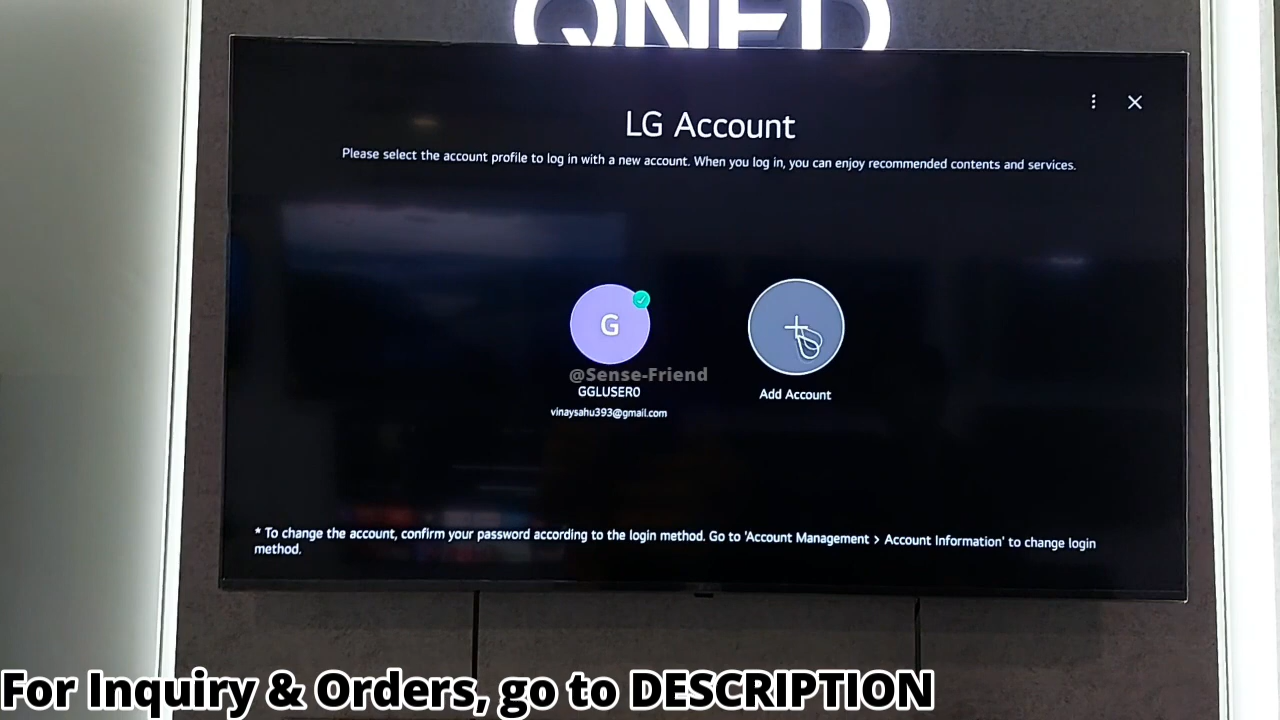 QNED
LG Account
Please select the account profile to log in with a new account. When you log in, you can enjoy recommended contents and services.
G
@Sense-Friend
GGLUSER0
vinaysahu393@gmail.com
Add Account
* To change the account, confirm your password according to the login method. Go to 'Account Management > Account Information' to change login
method.
For Inquiry & Orders, go to DESCRIPTION